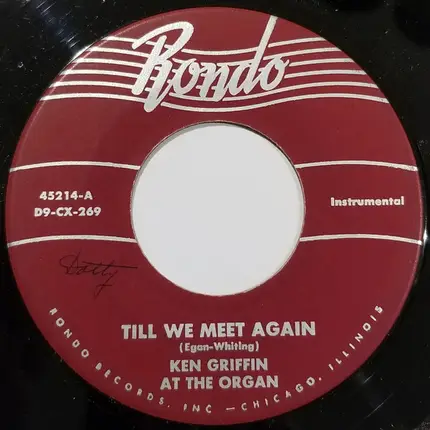 Rondo
45214-A
D9-CX-269
Instrumental
Dotty
TILL WE MEET AGAIN
(Egan-Whiting)
KEN GRIFFIN
AT THE ORGAN
RONDO RECORDS, INC — CHICAGO, ILLINOIS